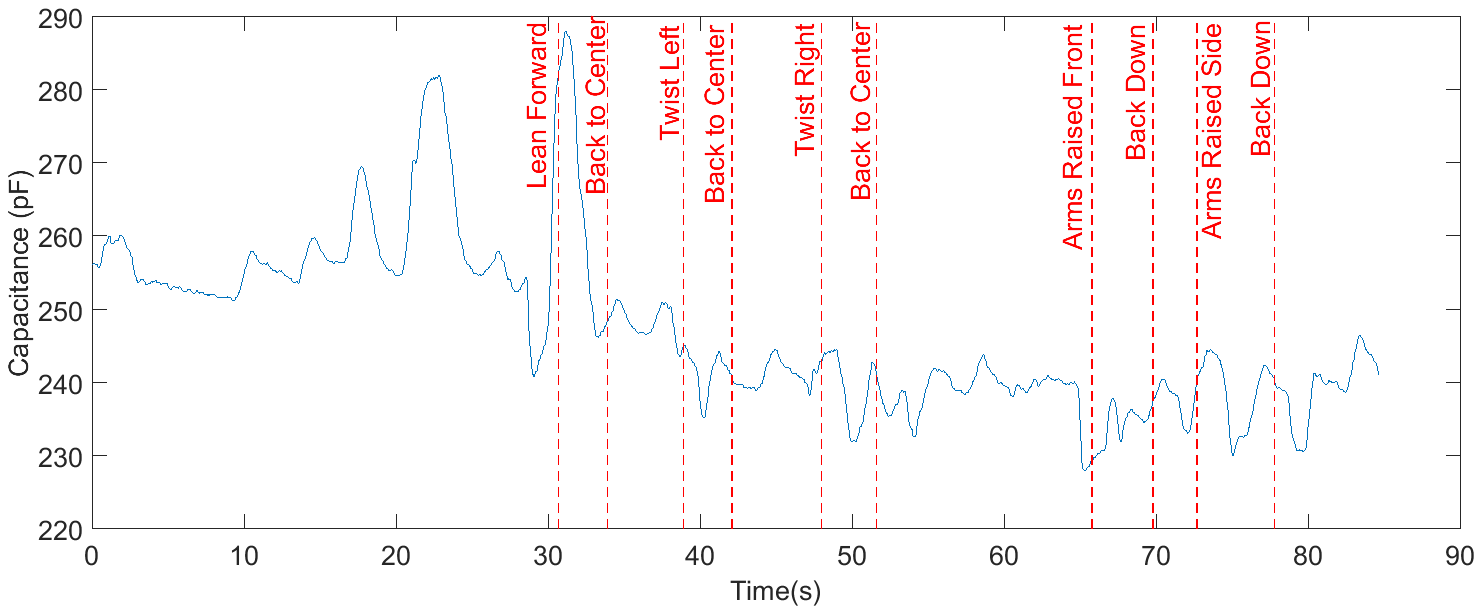 290
280
270
260
250
240
230
220
Capacitance (pF)
Lean Forward
Back to Center
Twist Left
Back to Center
Twist Right
Back to Center
Arms Raised Front
Back Down
Arms Raised Side
Back Down
0 10 20 30 40 50 60 70 80 90
Time(s)